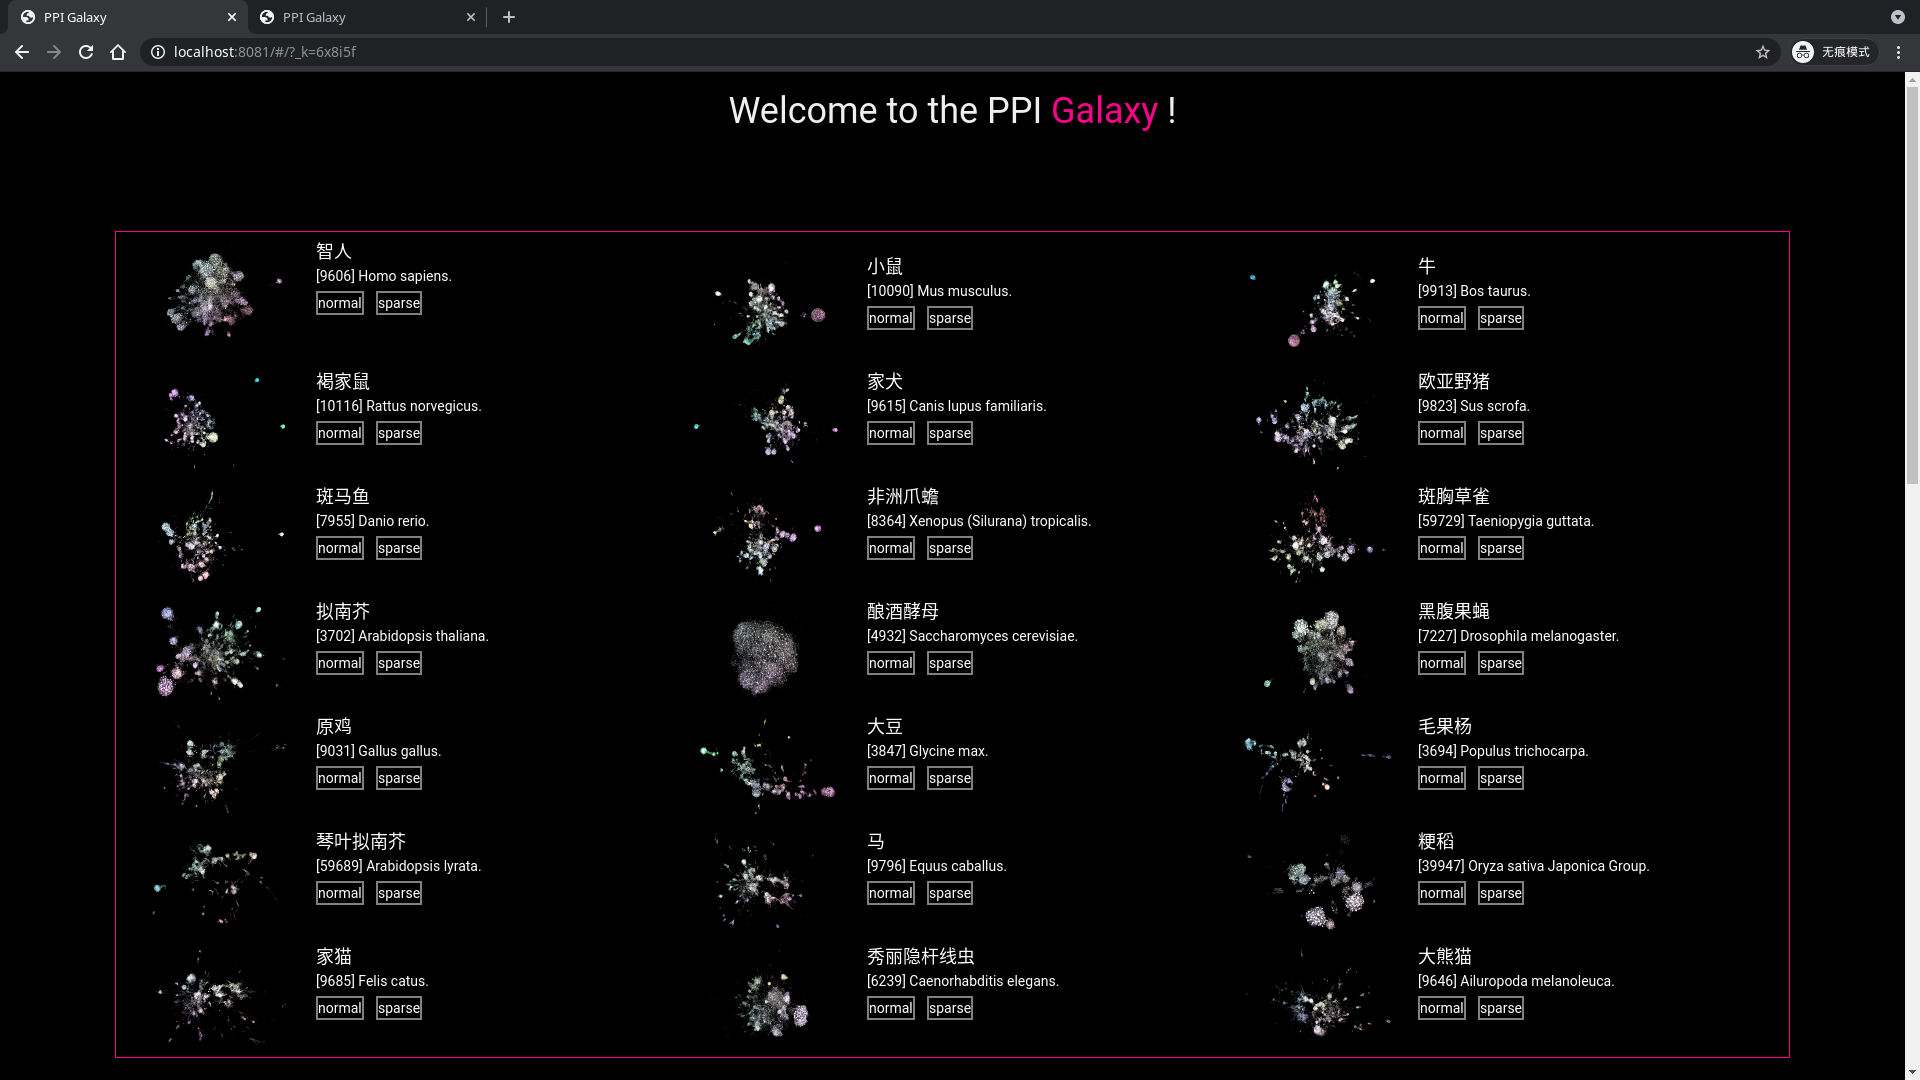 PPI Galaxy
PPI Galaxy
localhost:8081/#/?_k=6x8i5f
无痕模式
Welcome to the PPI Galaxy !
智人
[9606] Homo sapiens.
normal sparse
小鼠
[10090] Mus musculus.
normal sparse
牛
[9913] Bos taurus.
normal sparse
褐家鼠
[10116] Rattus norvegicus.
normal sparse
家犬
[9615] Canis lupus familiaris.
normal sparse
欧亚野猪
[9823] Sus scrofa.
normal sparse
斑马鱼
[7955] Danio rerio.
normal sparse
非洲爪蟾
[8364] Xenopus (Silurana) tropicalis.
normal sparse
斑胸草雀
[59729] Taeniopygia guttata.
normal sparse
拟南芥
[3702] Arabidopsis thaliana.
normal sparse
酿酒酵母
[4932] Saccharomyces cerevisiae.
normal sparse
黑腹果蝇
[7227] Drosophila melanogaster.
normal sparse
原鸡
[9031] Gallus gallus.
normal sparse
大豆
[3847] Glycine max.
normal sparse
毛果杨
[3694] Populus trichocarpa.
normal sparse
琴叶拟南芥
[59689] Arabidopsis lyrata.
normal sparse
马
[9796] Equus caballus.
normal sparse
粳稻
[39947] Oryza sativa Japonica Group.
normal sparse
家猫
[9685] Felis catus.
normal sparse
秀丽隐杆线虫
[6239] Caenorhabditis elegans.
normal sparse
大熊猫
[9646] Ailuropoda melanoleuca.
normal sparse